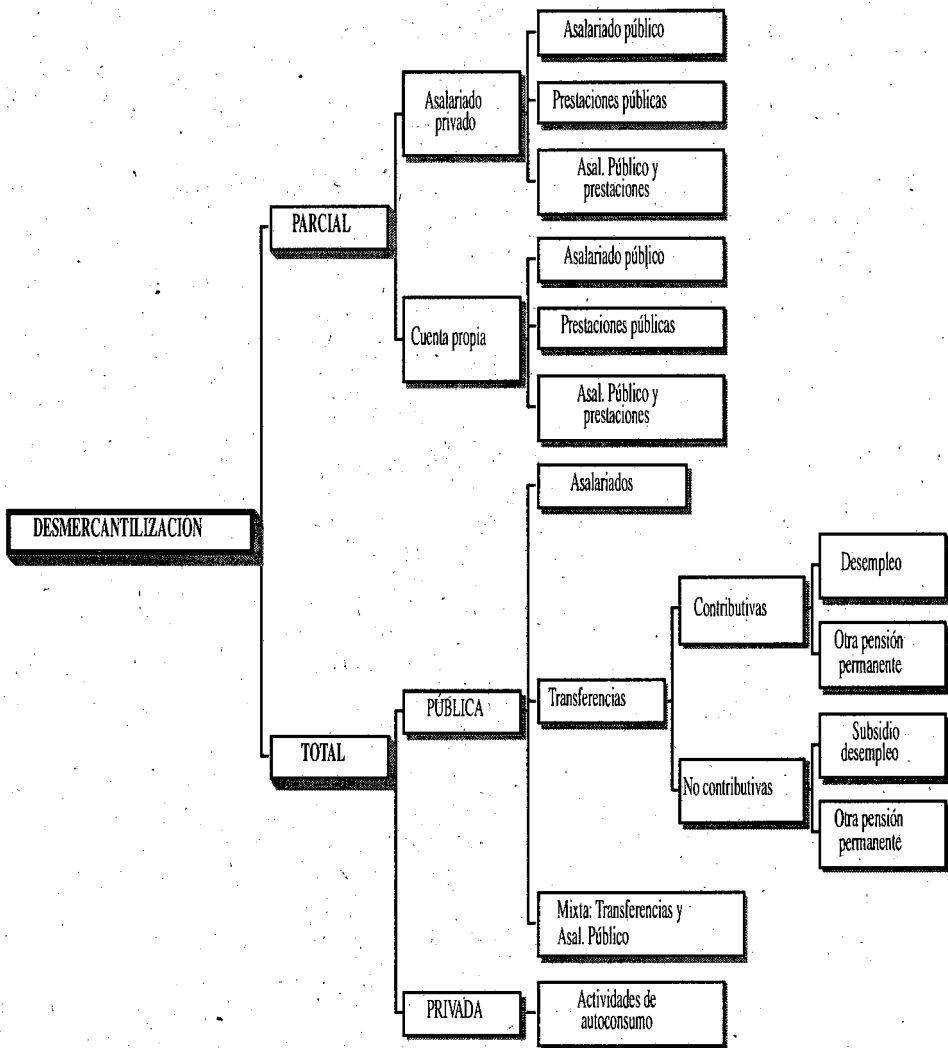 Asalariado público
Asalariado
privado
Prestaciones públicas
Asal. Público y
prestaciones
PARCIAL
Asalariado público
Cuenta propia
Prestaciones públicas
Asal. Público y
prestaciones
DESMERCANTILIZACIÓN
Asalariados
Desempleo
Contributivas
Otra pensión
permanente
PÚBLICA
Transferencias
TOTAL
Subsidio
desempleo
No contributivas
Otra pensión
permanente
Mixta: Transferencias y
Asal. Público
PRIVADA
Actividades de
autoconsumo